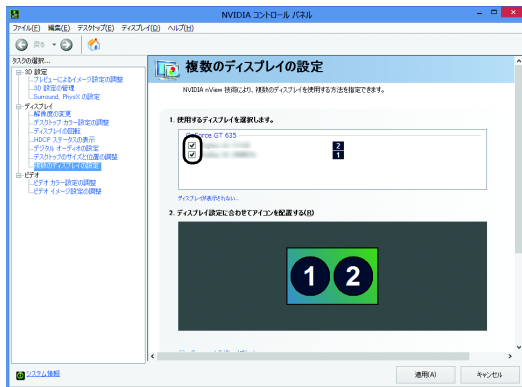 NVIDIA コントロール パネル
ファイル(F) 編集(E) デスクトップ(T) ディスプレイ(D) ヘルプ(H)
戻る
タスクの選択...
3D 設定
プレビューによるイメージ設定の調整
3D 設定の管理
Surround、PhysX の設定
ディスプレイ
解像度の変更
デスクトップ カラー設定の調整
ディスプレイの回転
HDCP ステータスの表示
デジタル オーディオの設定
デスクトップのサイズと位置の調整
複数のディスプレイの設定
ビデオ
ビデオ カラー設定の調整
ビデオ イメージ設定の調整
システム情報
複数のディスプレイの設定
NVIDIA nView 技術により、複数のディスプレイを使用する方法を指定できます。
1. 使用するディスプレイを選択します。
GeForce GT 635
2
1
ディスプレイが表示されない...
2. ディスプレイ設定に合わせてアイコンを配置する(R)
1 2
適用(A) キャンセル